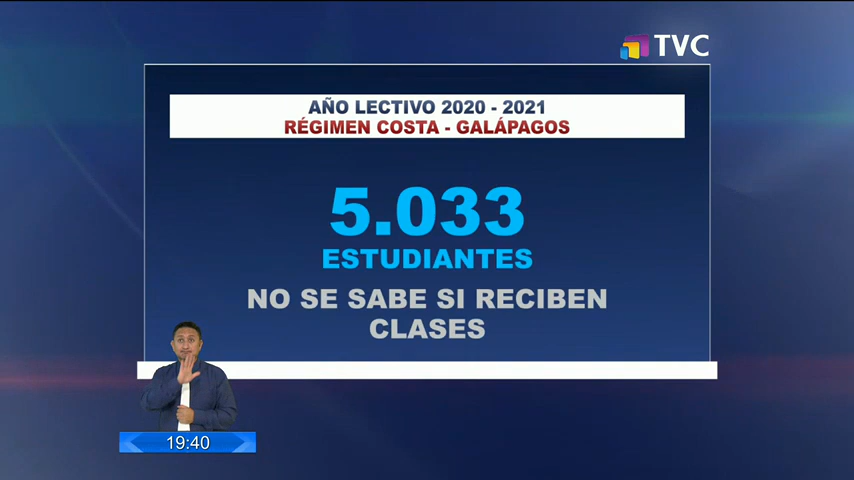 TVC
AÑO LECTIVO 2020 - 2021
RÉGIMEN COSTA - GALÁPAGOS
5.033
ESTUDIANTES
NO SE SABE SI RECIBEN
CLASES
19:40